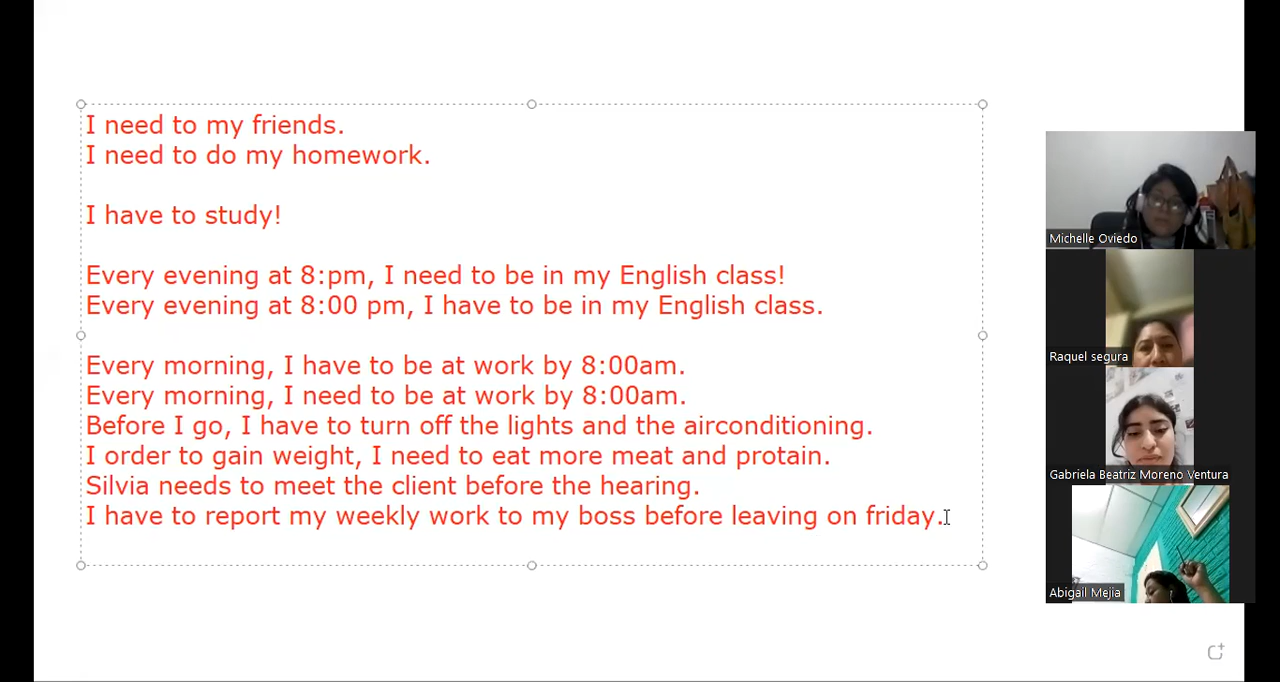 I need to my friends.
I need to do my homework.
I have to study!
Every evening at 8:pm, I need to be in my English class!
Every evening at 8:00 pm, I have to be in my English class.
Every morning, I have to be at work by 8:00am.
Every morning, I need to be at work by 8:00am.
Before I go, I have to turn off the lights and the airconditioning.
I order to gain weight, I need to eat more meat and protain.
Silvia needs to meet the client before the hearing.
I have to report my weekly work to my boss before leaving on friday.
Michelle Oviedo
Raquel segura
Gabriela Beatriz Moreno Ventura
Abigail Mejia